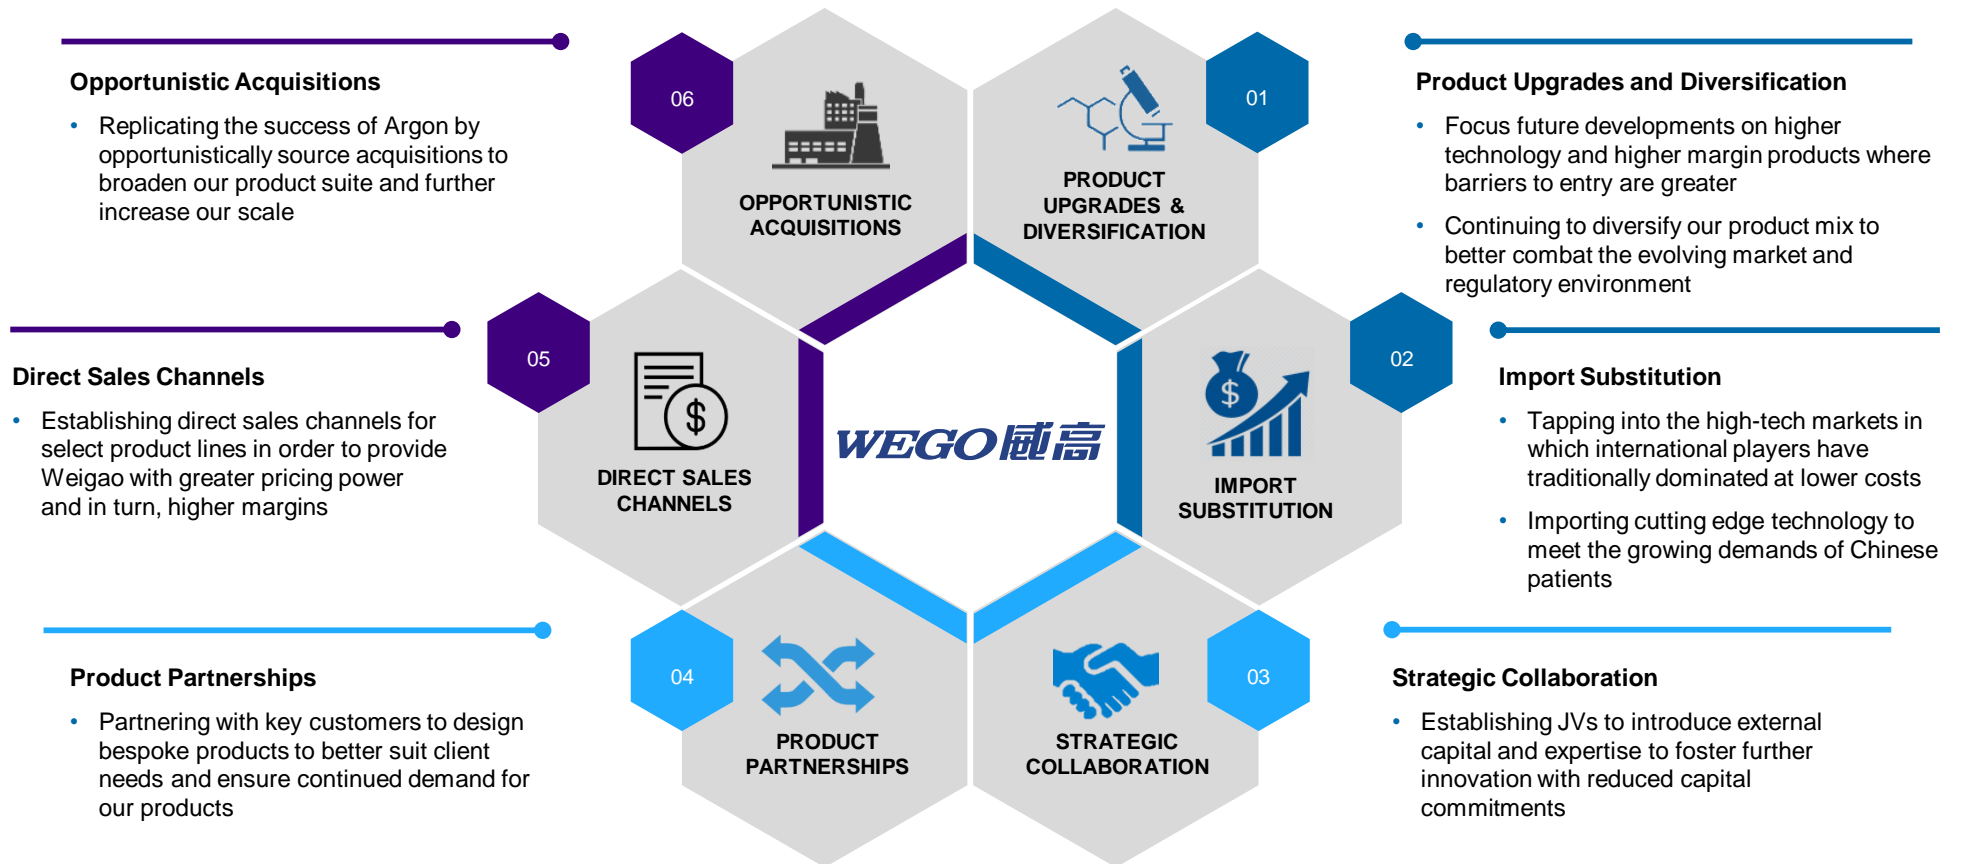 Opportunistic Acquisitions
• Replicating the success of Argon by
opportunistically source acquisitions to
broaden our product suite and further
increase our scale
06
OPPORTUNISTIC
ACQUISITIONS
PRODUCT
UPGRADES &
DIVERSIFICATION
01
Product Upgrades and Diversification
• Focus future developments on higher
technology and higher margin products where
barriers to entry are greater
• Continuing to diversify our product mix to
better combat the evolving market and
regulatory environment
Direct Sales Channels
• Establishing direct sales channels for
select product lines in order to provide
Weigao with greater pricing power
and in turn, higher margins
05
$
DIRECT SALES
CHANNELS
WEGO威高
$
IMPORT
SUBSTITUTION
02
Import Substitution
• Tapping into the high-tech markets in
which international players have
traditionally dominated at lower costs
• Importing cutting edge technology to
meet the growing demands of Chinese
patients
Product Partnerships
• Partnering with key customers to design
bespoke products to better suit client
needs and ensure continued demand for
our products
04
PRODUCT
PARTNERSHIPS
STRATEGIC
COLLABORATION
03
Strategic Collaboration
• Establishing JVs to introduce external
capital and expertise to foster further
innovation with reduced capital
commitments